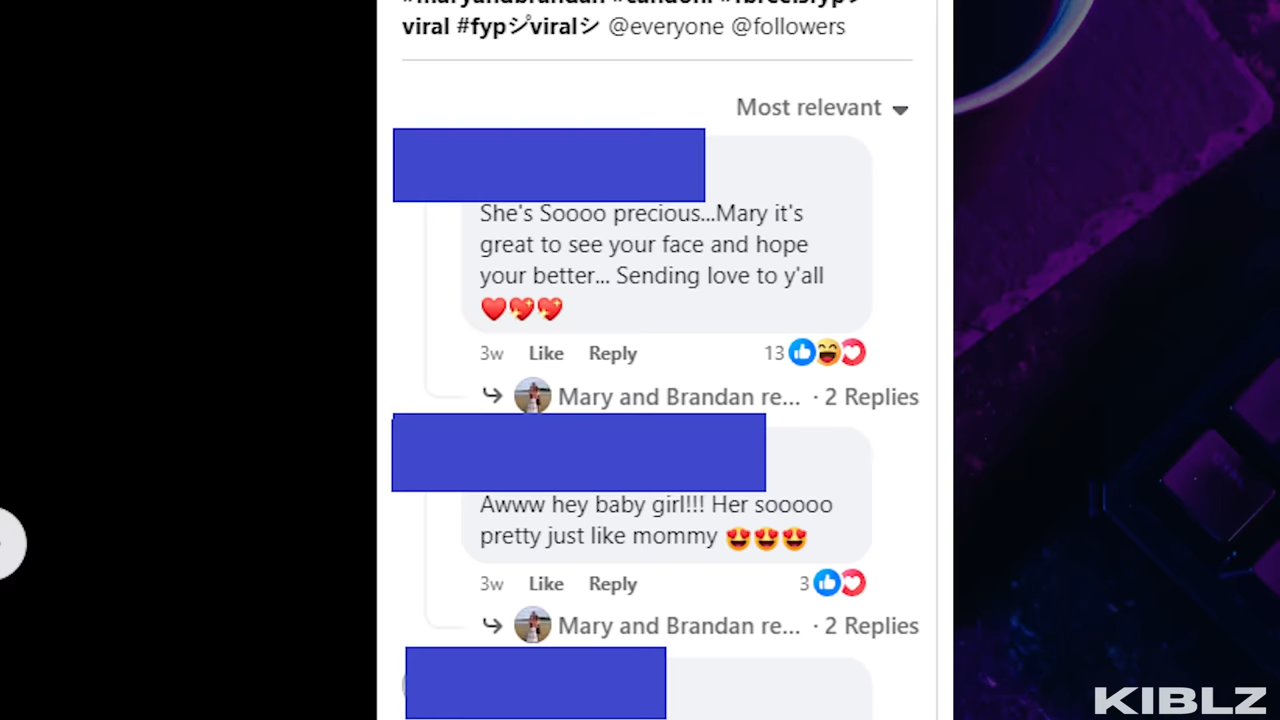 viral #fypシ゚viralシ @everyone @followers
Most relevant
She's Soooo precious...Mary it's
great to see your face and hope
your better... Sending love to y'all
❤️💖💖
3w Like Reply 13
Mary and Brandan re... · 2 Replies
Awww hey baby girl!!! Her sooooo
pretty just like mommy 😍😍😍
3w Like Reply 3
Mary and Brandan re... · 2 Replies
KIBLZ